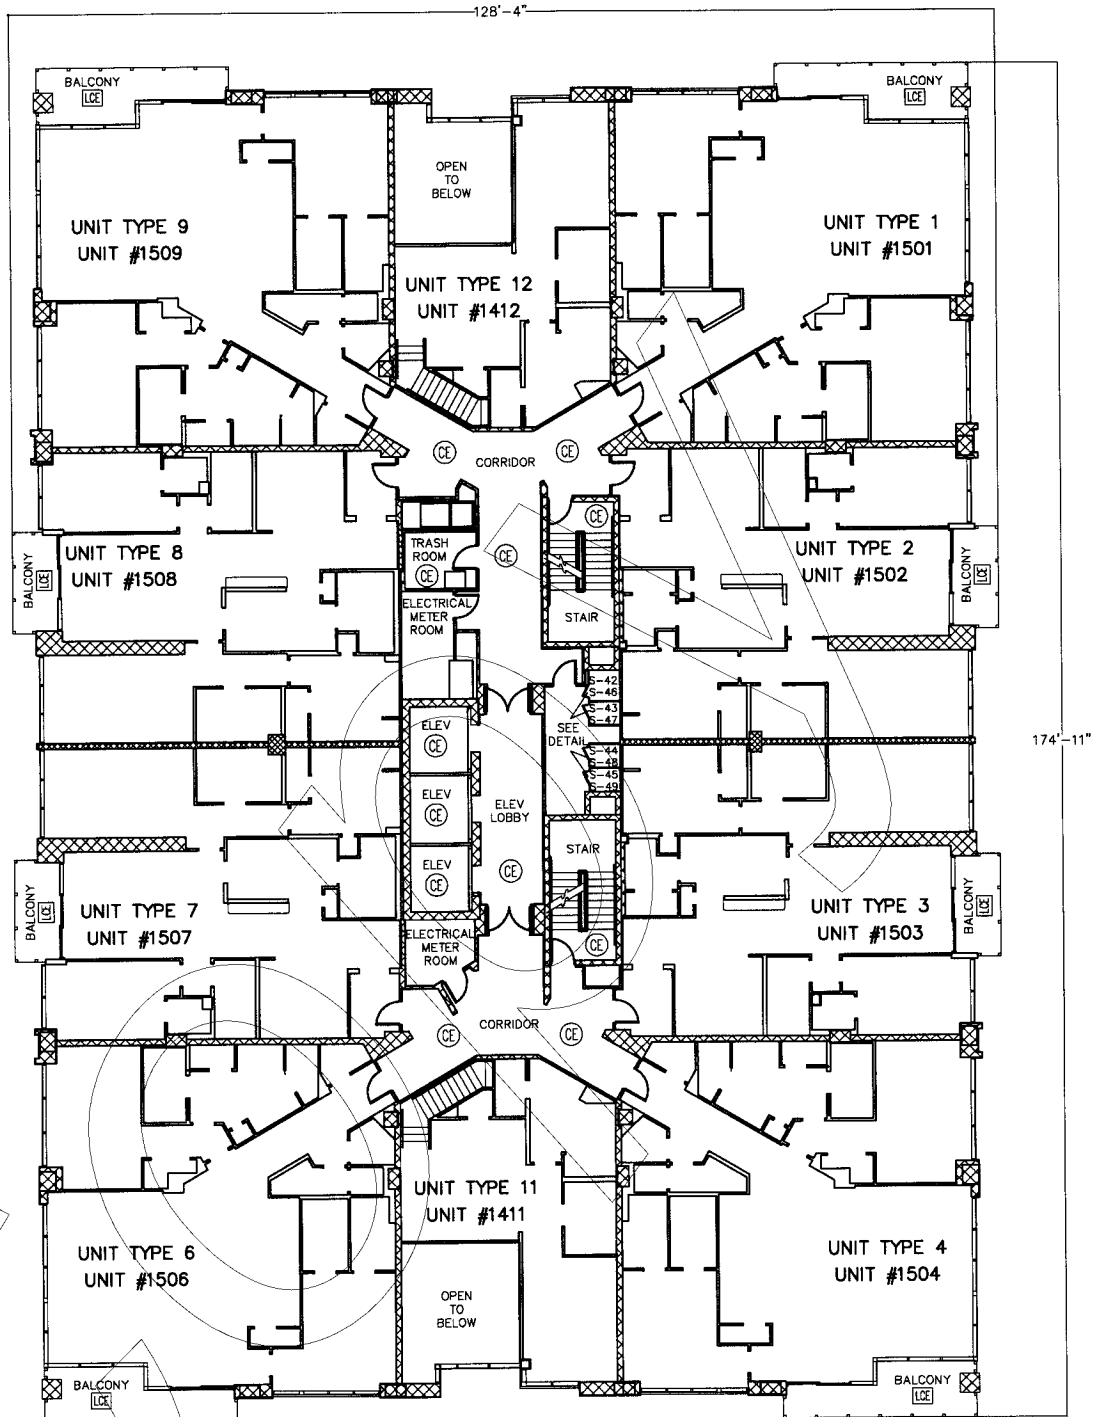 128'-4"
BALCONY
LCE
BALCONY
LCE
OPEN
TO
BELOW
UNIT TYPE 9
UNIT #1509
UNIT TYPE 1
UNIT #1501
UNIT TYPE 12
UNIT #1412
CE
CE
CORRIDOR
CE
TRASH
ROOM
CE
CE
UNIT TYPE 8
UNIT #1508
BALCONY
LCE
UNIT TYPE 2
UNIT #1502
BALCONY
LCE
ELECTRICAL
METER
ROOM
STAIR
S-42
S-46
S-43
S-47
SEE
DETAIL
S-44
S-48
S-45
S-49
ELEV
CE
174'-11"
ELEV
CE
ELEV
LOBBY
CE
ELEV
CE
STAIR
UNIT TYPE 7
UNIT #1507
BALCONY
LCE
UNIT TYPE 3
UNIT #1503
BALCONY
LCE
ELECTRICAL
METER
ROOM
CE
CORRIDOR
CE
CE
UNIT TYPE 11
UNIT #1411
UNIT TYPE 6
UNIT #1506
UNIT TYPE 4
UNIT #1504
OPEN
TO
BELOW
BALCONY
LCE
BALCONY
LCE